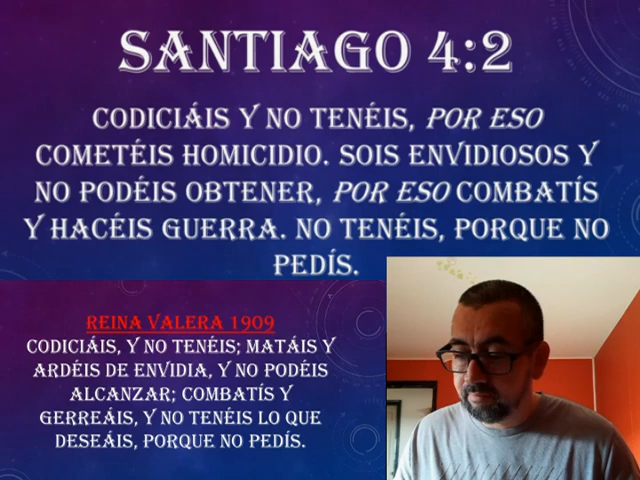 SANTIAGO 4:2
CODICIÁIS Y NO TENÉIS, POR ESO
COMETÉIS HOMICIDIO. SOIS ENVIDIOSOS Y
NO PODÉIS OBTENER, POR ESO COMBATÍS
Y HACÉIS GUERRA. NO TENÉIS, PORQUE NO
PEDÍS.
REINA VALERA 1909
CODICIÁIS, Y NO TENÉIS; MATÁIS Y
ARDÉIS DE ENVIDIA, Y NO PODÉIS
ALCANZAR; COMBATÍS Y
GERREÁIS, Y NO TENÉIS LO QUE
DESEÁIS, PORQUE NO PEDÍS.